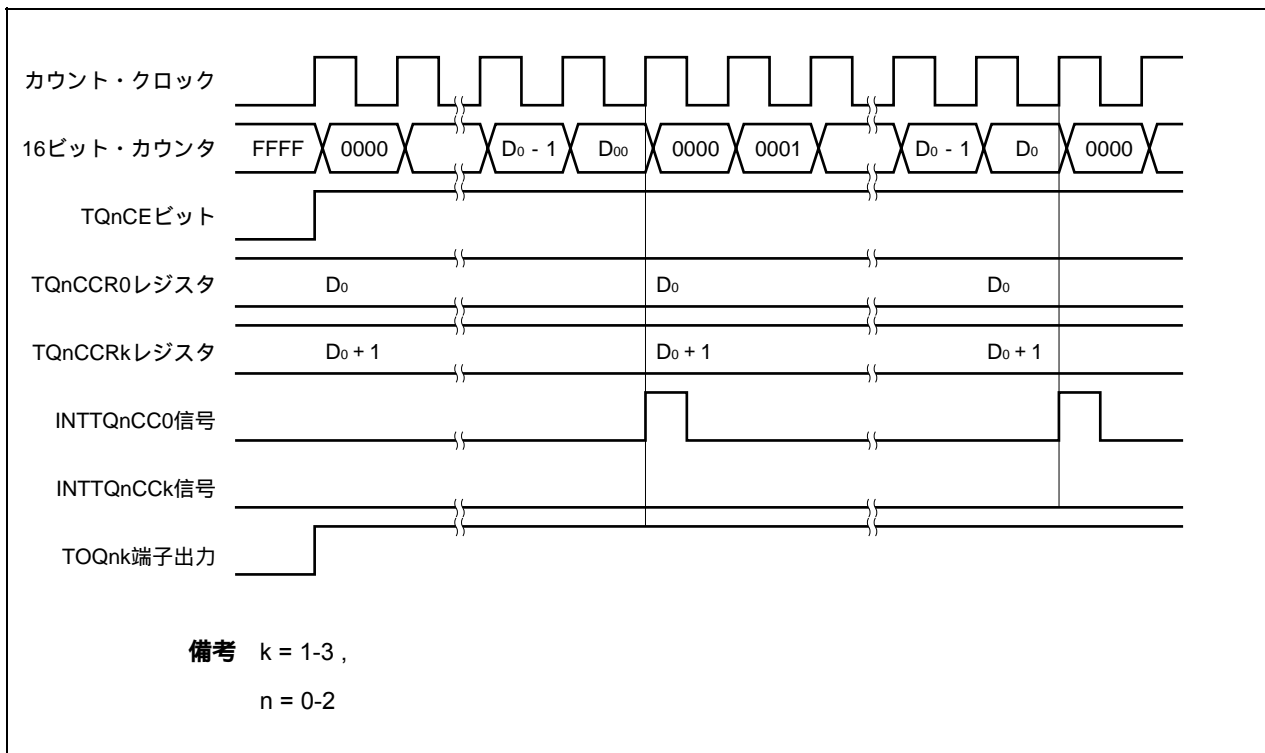 カウント・クロック
16ビット・カウンタ FFFF 0000 D0 - 1 D00 0000 0001 D0 - 1 D0 0000
TQnCEビット
TQnCCR0レジスタ D0 D0 D0
TQnCCRkレジスタ D0 + 1 D0 + 1 D0 + 1
INTTQnCC0信号
INTTQnCCk信号
TOQnk端子出力
備考 k = 1-3 ,
n = 0-2